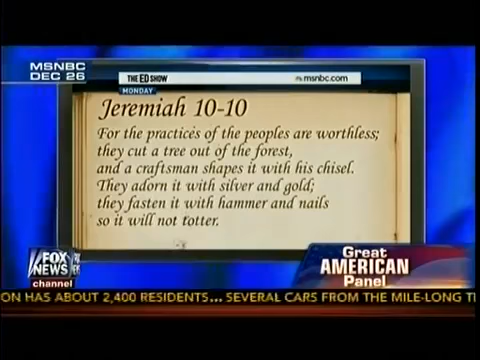 MSNBC
DEC 26
THE ED SHOW
msnbc.com
MONDAY
Jeremiah 10-10
For the practices of the peoples are worthless;
they cut a tree out of the forest,
and a craftsman shapes it with his chisel.
They adorn it with silver and gold;
they fasten it with hammer and nails
so it will not totter.
FOX
NEWS
channel
Great
AMERICAN
Panel
ON HAS ABOUT 2,400 RESIDENTS... SEVERAL CARS FROM THE MILE-LONG T